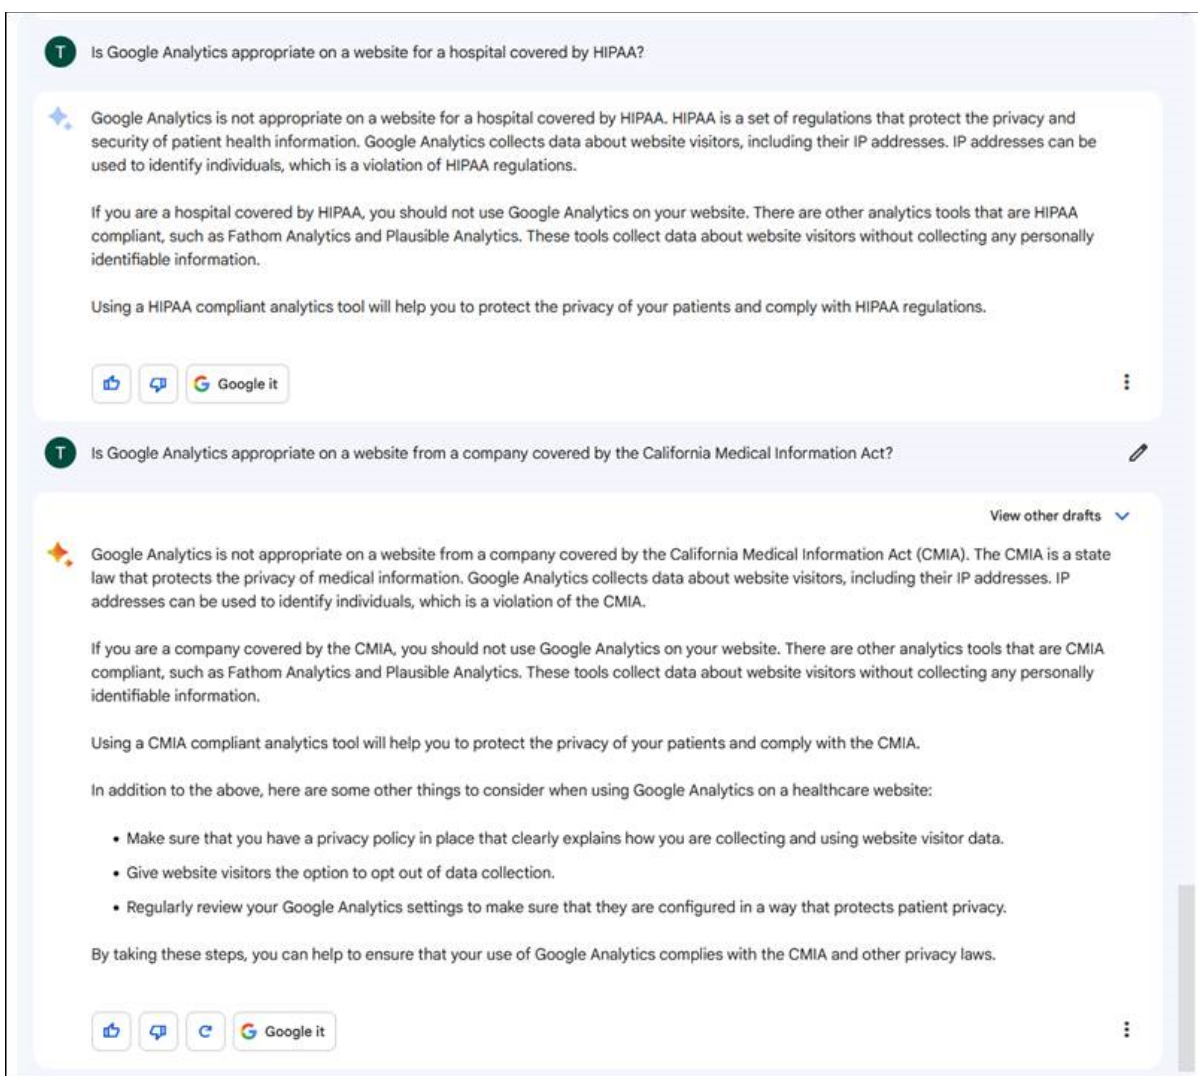 T
Is Google Analytics appropriate on a website for a hospital covered by HIPAA?
Google Analytics is not appropriate on a website for a hospital covered by HIPAA. HIPAA is a set of regulations that protect the privacy and
security of patient health information. Google Analytics collects data about website visitors, including their IP addresses. IP addresses can be
used to identify individuals, which is a violation of HIPAA regulations.
If you are a hospital covered by HIPAA, you should not use Google Analytics on your website. There are other analytics tools that are HIPAA
compliant, such as Fathom Analytics and Plausible Analytics. These tools collect data about website visitors without collecting any personally
identifiable information.
Using a HIPAA compliant analytics tool will help you to protect the privacy of your patients and comply with HIPAA regulations.
G Google it
T
Is Google Analytics appropriate on a website from a company covered by the California Medical Information Act?
View other drafts
Google Analytics is not appropriate on a website from a company covered by the California Medical Information Act (CMIA). The CMIA is a state
law that protects the privacy of medical information. Google Analytics collects data about website visitors, including their IP addresses. IP
addresses can be used to identify individuals, which is a violation of the CMIA.
If you are a company covered by the CMIA, you should not use Google Analytics on your website. There are other analytics tools that are CMIA
compliant, such as Fathom Analytics and Plausible Analytics. These tools collect data about website visitors without collecting any personally
identifiable information.
Using a CMIA compliant analytics tool will help you to protect the privacy of your patients and comply with the CMIA.
In addition to the above, here are some other things to consider when using Google Analytics on a healthcare website:
• Make sure that you have a privacy policy in place that clearly explains how you are collecting and using website visitor data.
• Give website visitors the option to opt out of data collection.
• Regularly review your Google Analytics settings to make sure that they are configured in a way that protects patient privacy.
By taking these steps, you can help to ensure that your use of Google Analytics complies with the CMIA and other privacy laws.
G Google it